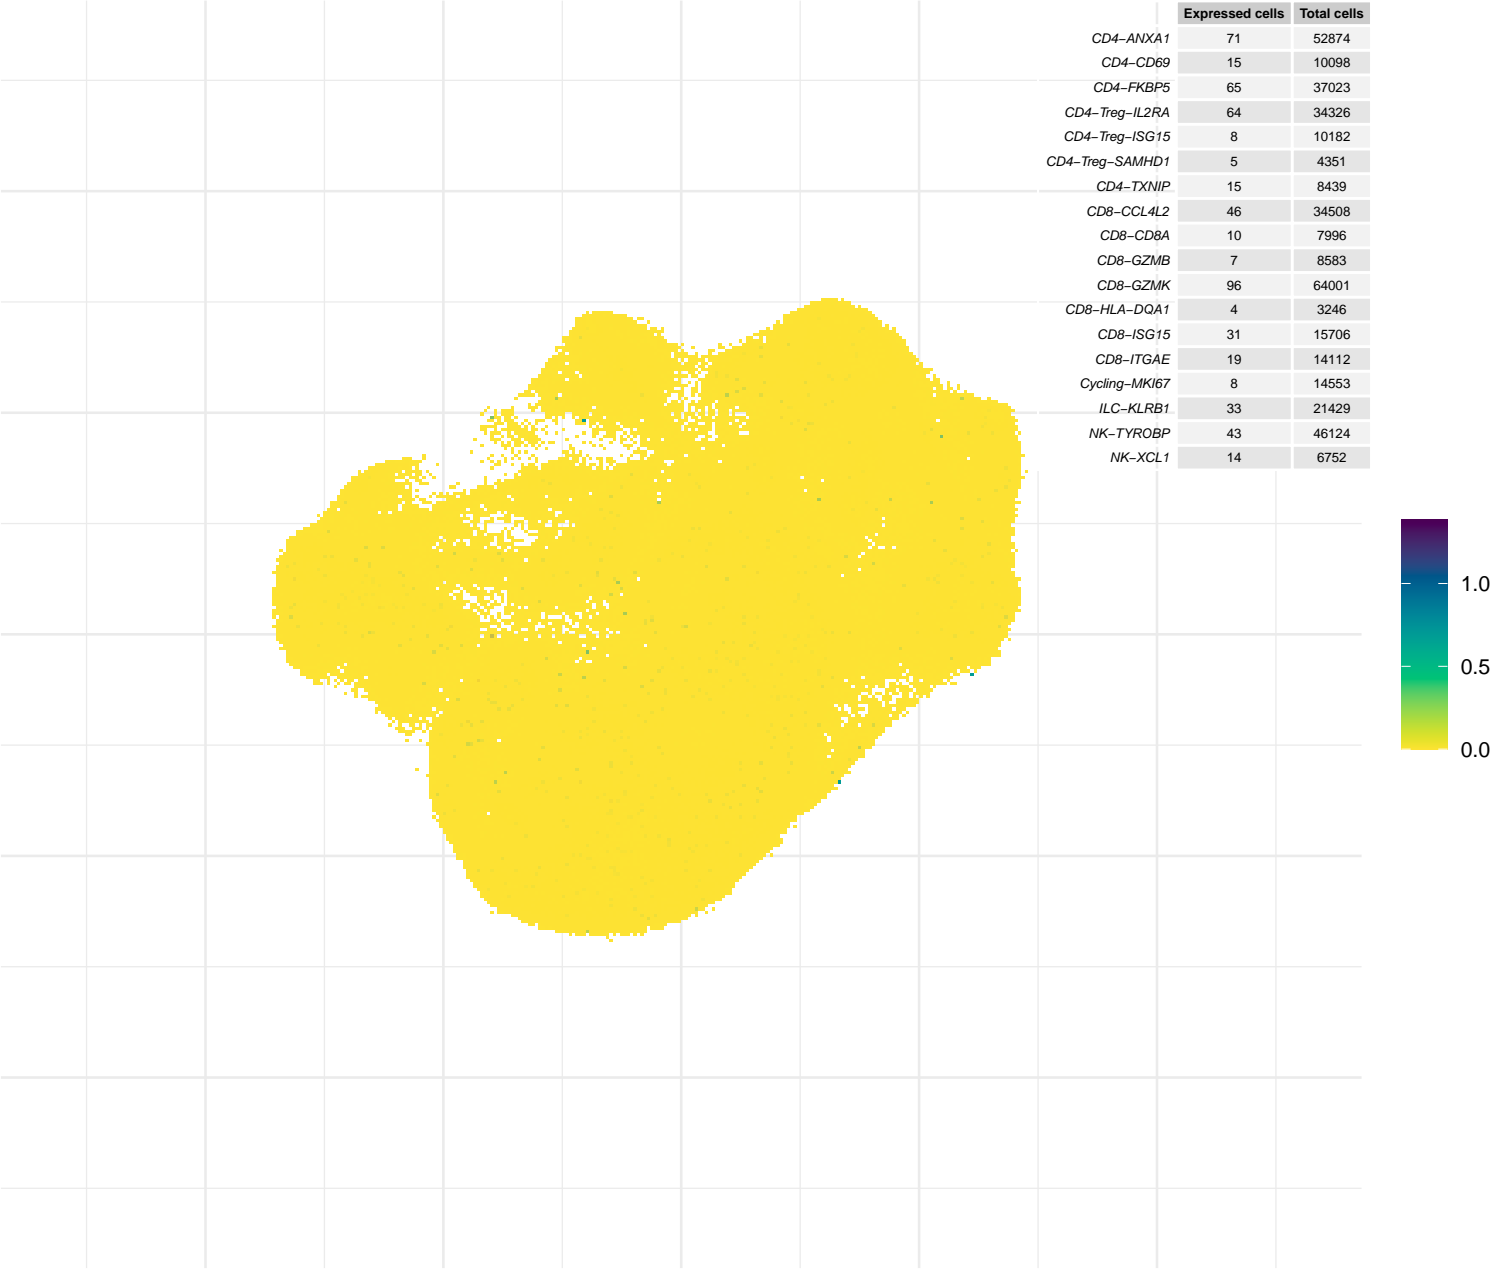 Expressed cells Total cells
CD4−ANXA1 71 52874
CD4−CD69 15 10098
CD4−FKBP5 65 37023
CD4−Treg−IL2RA 64 34326
CD4−Treg−ISG15 8 10182
CD4−Treg−SAMHD1 5 4351
CD4−TXNIP 15 8439
CD8−CCL4L2 46 34508
CD8−CD8A 10 7996
CD8−GZMB 7 8583
CD8−GZMK 96 64001
CD8−HLA−DQA1 4 3246
CD8−ISG15 31 15706
CD8−ITGAE 19 14112
Cycling−MKI67 8 14553
ILC−KLRB1 33 21429
NK−TYROBP 43 46124
NK−XCL1 14 6752
1.0
0.5
0.0